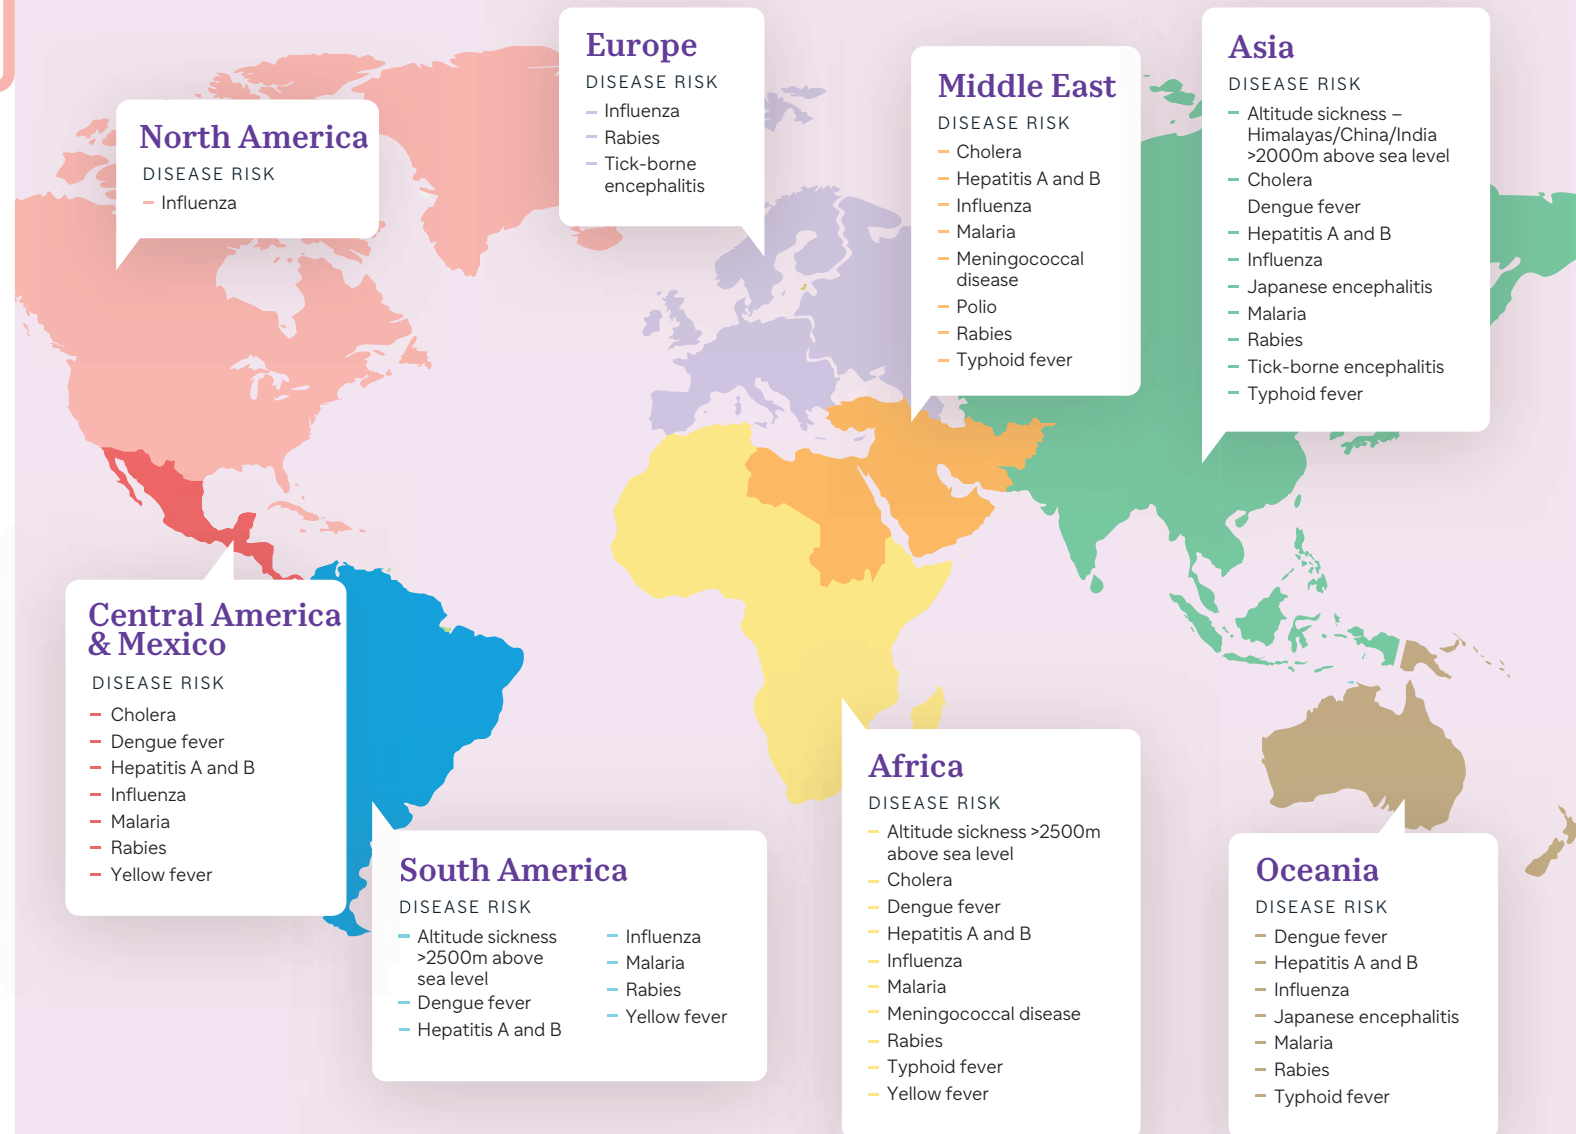 North America
DISEASE RISK
– Influenza
Europe
DISEASE RISK
– Influenza
– Rabies
– Tick-borne
encephalitis
Middle East
DISEASE RISK
– Cholera
– Hepatitis A and B
– Influenza
– Malaria
– Meningococcal
disease
– Polio
– Rabies
– Typhoid fever
Asia
DISEASE RISK
– Altitude sickness –
Himalayas/China/India
>2000m above sea level
– Cholera
Dengue fever
– Hepatitis A and B
– Influenza
– Japanese encephalitis
– Malaria
– Rabies
– Tick-borne encephalitis
– Typhoid fever
Central America
& Mexico
DISEASE RISK
– Cholera
– Dengue fever
– Hepatitis A and B
– Influenza
– Malaria
– Rabies
– Yellow fever
South America
DISEASE RISK
– Altitude sickness
>2500m above
sea level
– Dengue fever
– Hepatitis A and B
– Influenza
– Malaria
– Rabies
– Yellow fever
Africa
DISEASE RISK
– Altitude sickness >2500m
above sea level
– Cholera
– Dengue fever
– Hepatitis A and B
– Influenza
– Malaria
– Meningococcal disease
– Rabies
– Typhoid fever
– Yellow fever
Oceania
DISEASE RISK
– Dengue fever
– Hepatitis A and B
– Influenza
– Japanese encephalitis
– Malaria
– Rabies
– Typhoid fever